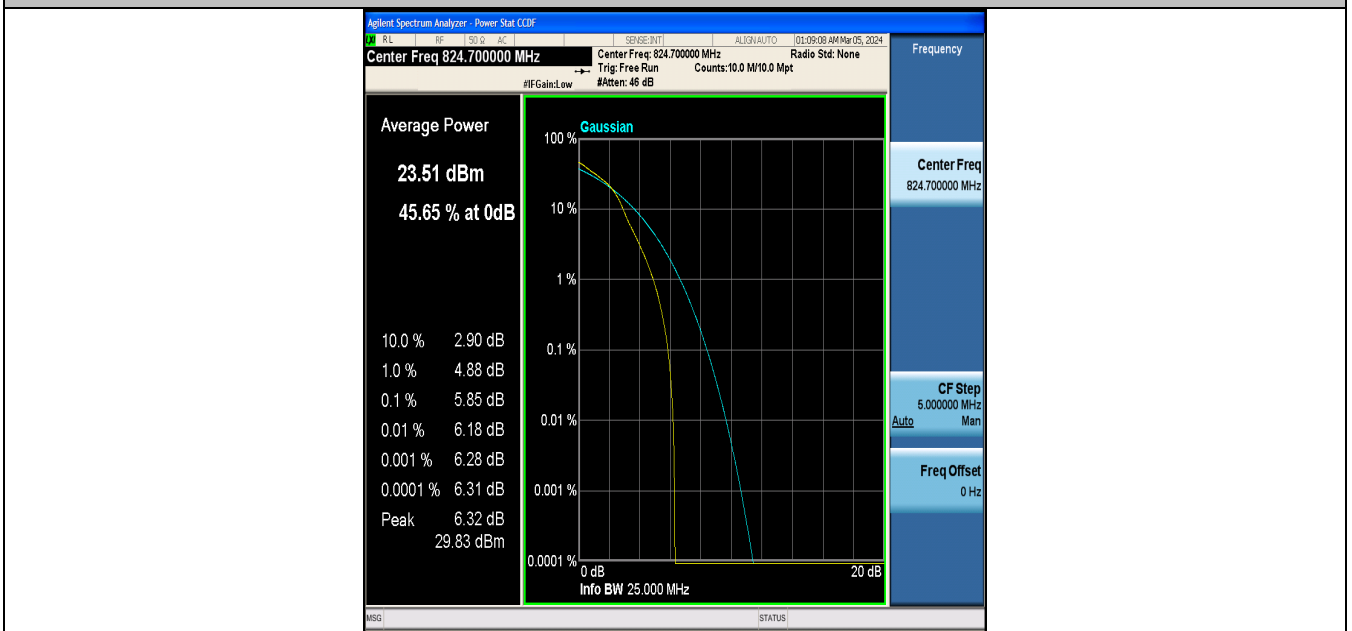 Agilent Spectrum Analyzer - Power Stat CCDF
LXI RL RF 50 Ω AC SENSE:INT ALIGN AUTO 01:09:08 AM Mar 05, 2024
Center Freq 824.700000 MHz
Center Freq: 824.700000 MHz Radio Std: None
Trig: Free Run Counts:10.0 M/10.0 Mpt
#IFGain:Low #Atten: 46 dB
Average Power
23.51 dBm
45.65 % at 0dB
10.0 % 2.90 dB
1.0 % 4.88 dB
0.1 % 5.85 dB
0.01 % 6.18 dB
0.001 % 6.28 dB
0.0001 % 6.31 dB
Peak 6.32 dB
29.83 dBm
Gaussian
100 %
10 %
1 %
0.1 %
0.01 %
0.001 %
0.0001 %
0 dB 20 dB
Info BW 25.000 MHz
Frequency
Center Freq
824.700000 MHz
CF Step
5.000000 MHz
Auto Man
Freq Offset
0 Hz
MSG STATUS